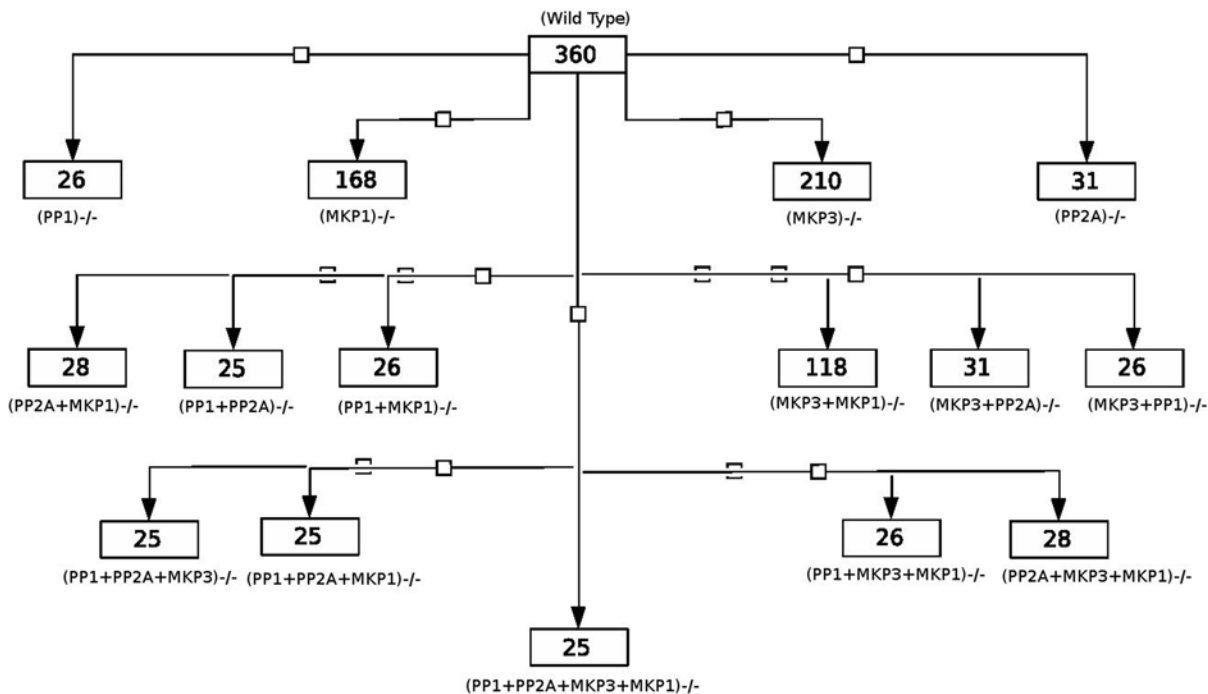 (Wild Type)
360
26
168
210
31
(PP1)-/-
(MKP1)-/-
(MKP3)-/-
(PP2A)-/-
28
25
26
118
31
26
(PP2A+MKP1)-/-
(PP1+PP2A)-/-
(PP1+MKP1)-/-
(MKP3+MKP1)-/-
(MKP3+PP2A)-/-
(MKP3+PP1)-/-
25
25
26
28
(PP1+PP2A+MKP3)-/-
(PP1+PP2A+MKP1)-/-
(PP1+MKP3+MKP1)-/-
(PP2A+MKP3+MKP1)-/-
25
(PP1+PP2A+MKP3+MKP1)-/-